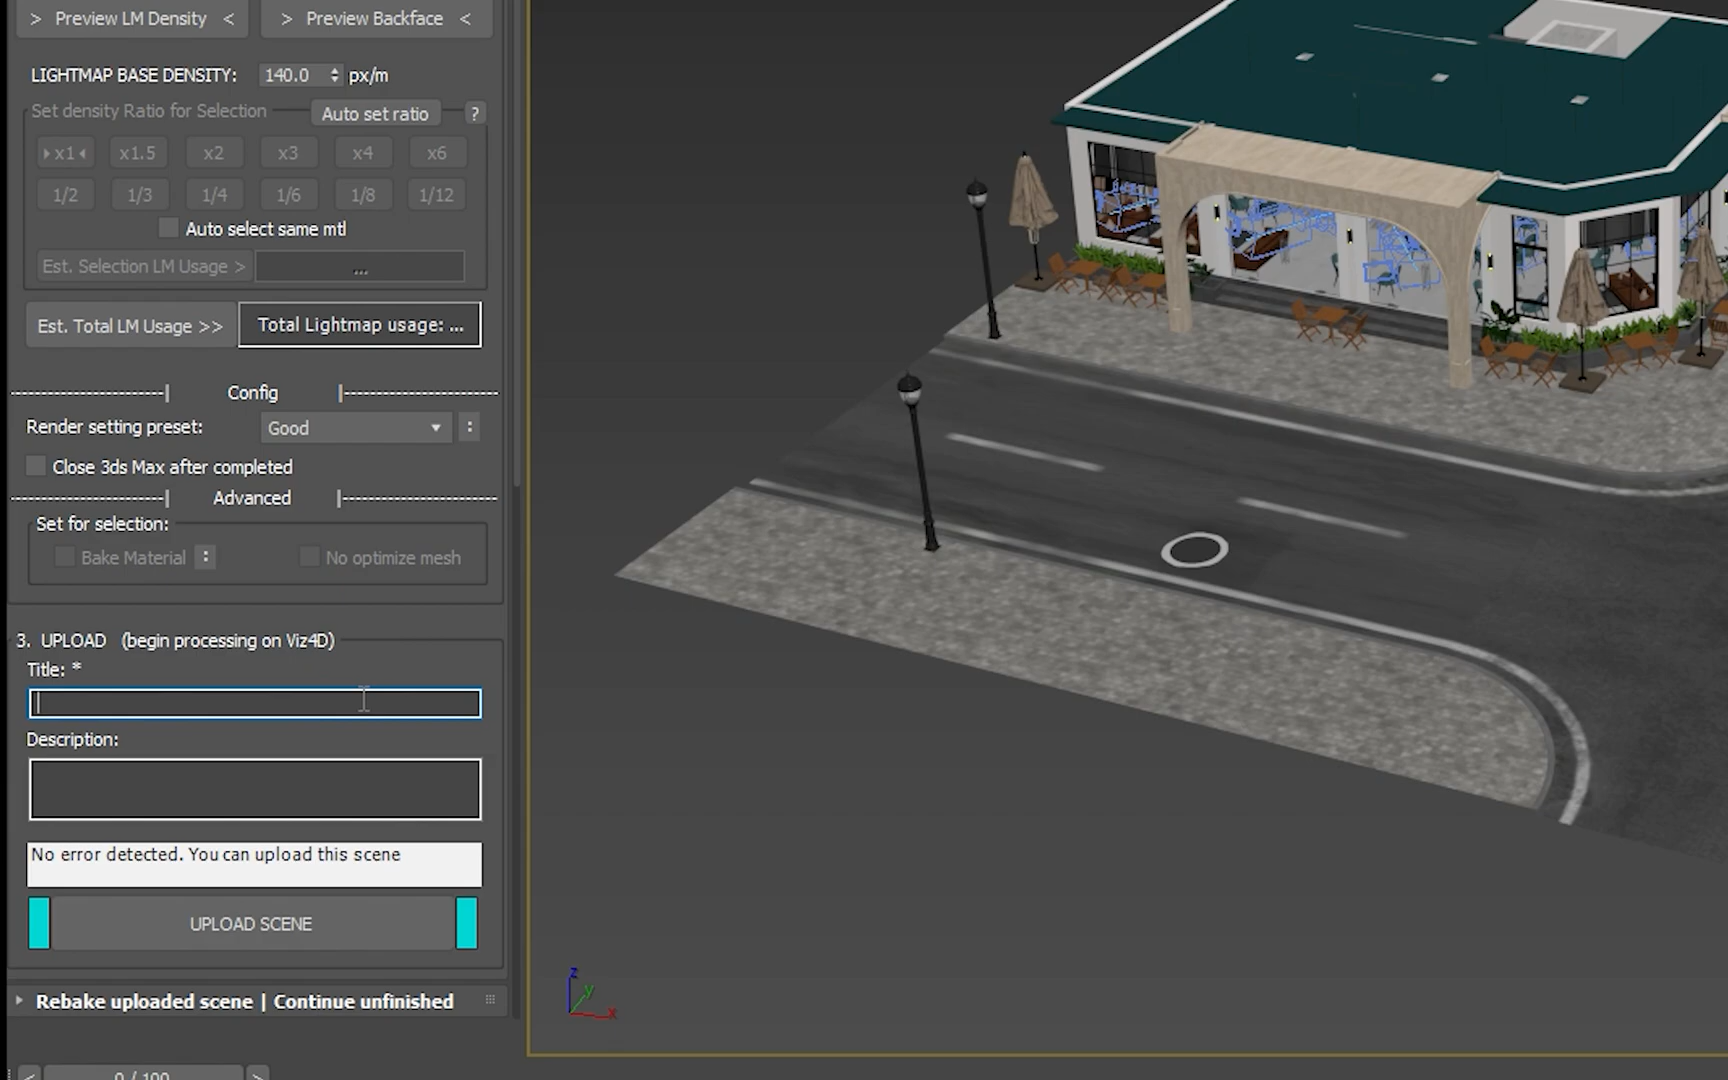 > Preview LM Density <
> Preview Backface <
LIGHTMAP BASE DENSITY: 140.0 px/m
Set density Ratio for Selection Auto set ratio ?
x1 x1.5 x2 x3 x4 x6
1/2 1/3 1/4 1/6 1/8 1/12
Auto select same mtl
Est. Selection LM Usage > ...
Est. Total LM Usage >> Total Lightmap usage: ...
Config
Render setting preset: Good :
Close 3ds Max after completed
Advanced
Set for selection:
Bake Material : No optimize mesh
3. UPLOAD (begin processing on Viz4D)
Title: *
Description:
No error detected. You can upload this scene
UPLOAD SCENE
Rebake uploaded scene | Continue unfinished
< 0 / 100 >
z
y
x